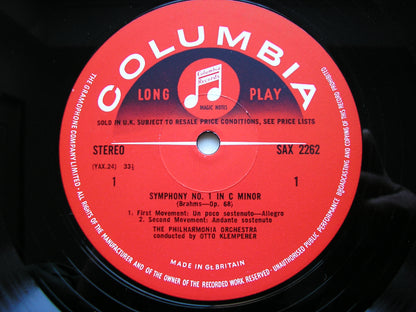 COLUMBIA
Columbia
Records
MAGIC NOTES
LONG PLAY
SOLD IN U.K. SUBJECT TO RESALE PRICE CONDITIONS, SEE PRICE LISTS
STEREO SAX 2262
(YAX.24) 33⅓
1 1
SYMPHONY NO. 1 IN C MINOR
(Brahms—Op. 68)
1. First Movement: Un poco sostenuto—Allegro
2. Second Movement: Andante sostenuto
THE PHILHARMONIA ORCHESTRA
conducted by OTTO KLEMPERER
MADE IN GT. BRITAIN
THE GRAMOPHONE COMPANY LIMITED. ALL RIGHTS OF THE MANUFACTURER AND OF THE OWNER OF THE RECORDED WORK RESERVED. UNAUTHORISED PUBLIC PERFORMANCE, BROADCASTING AND COPYING OF THIS RECORD PROHIBITED